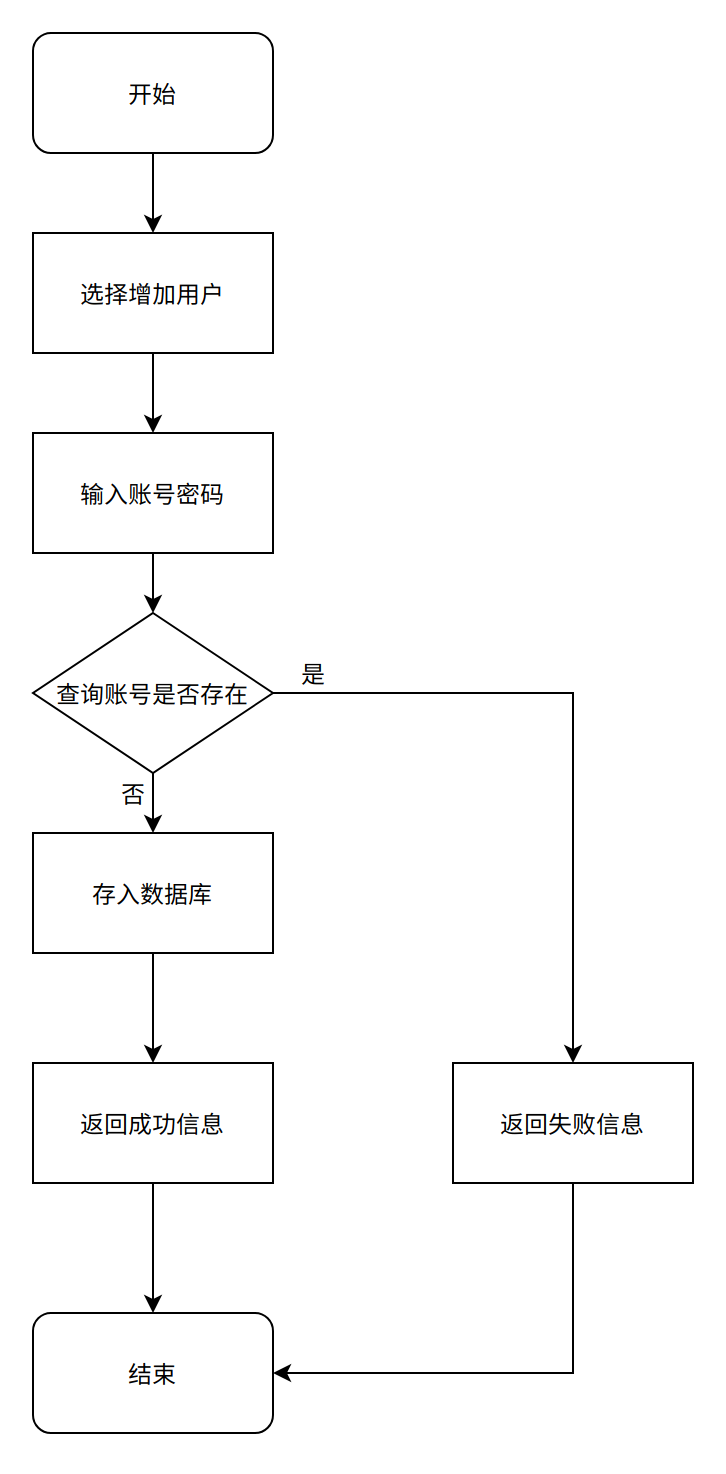 开始
选择增加用户
输入账号密码
查询账号是否存在
是
否
存入数据库
返回成功信息
返回失败信息
结束